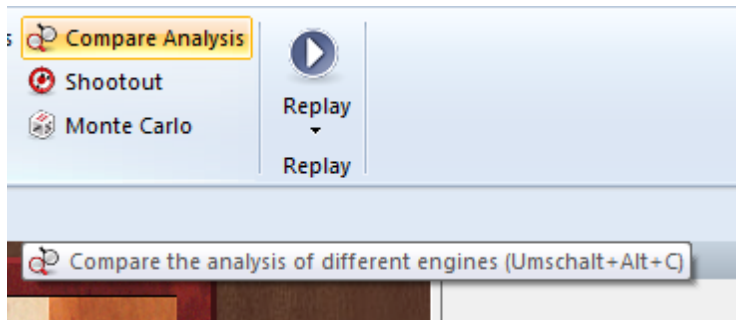 s
Compare Analysis
Shootout
Monte Carlo
Replay
Replay
Compare the analysis of different engines (Umschalt+Alt+C)